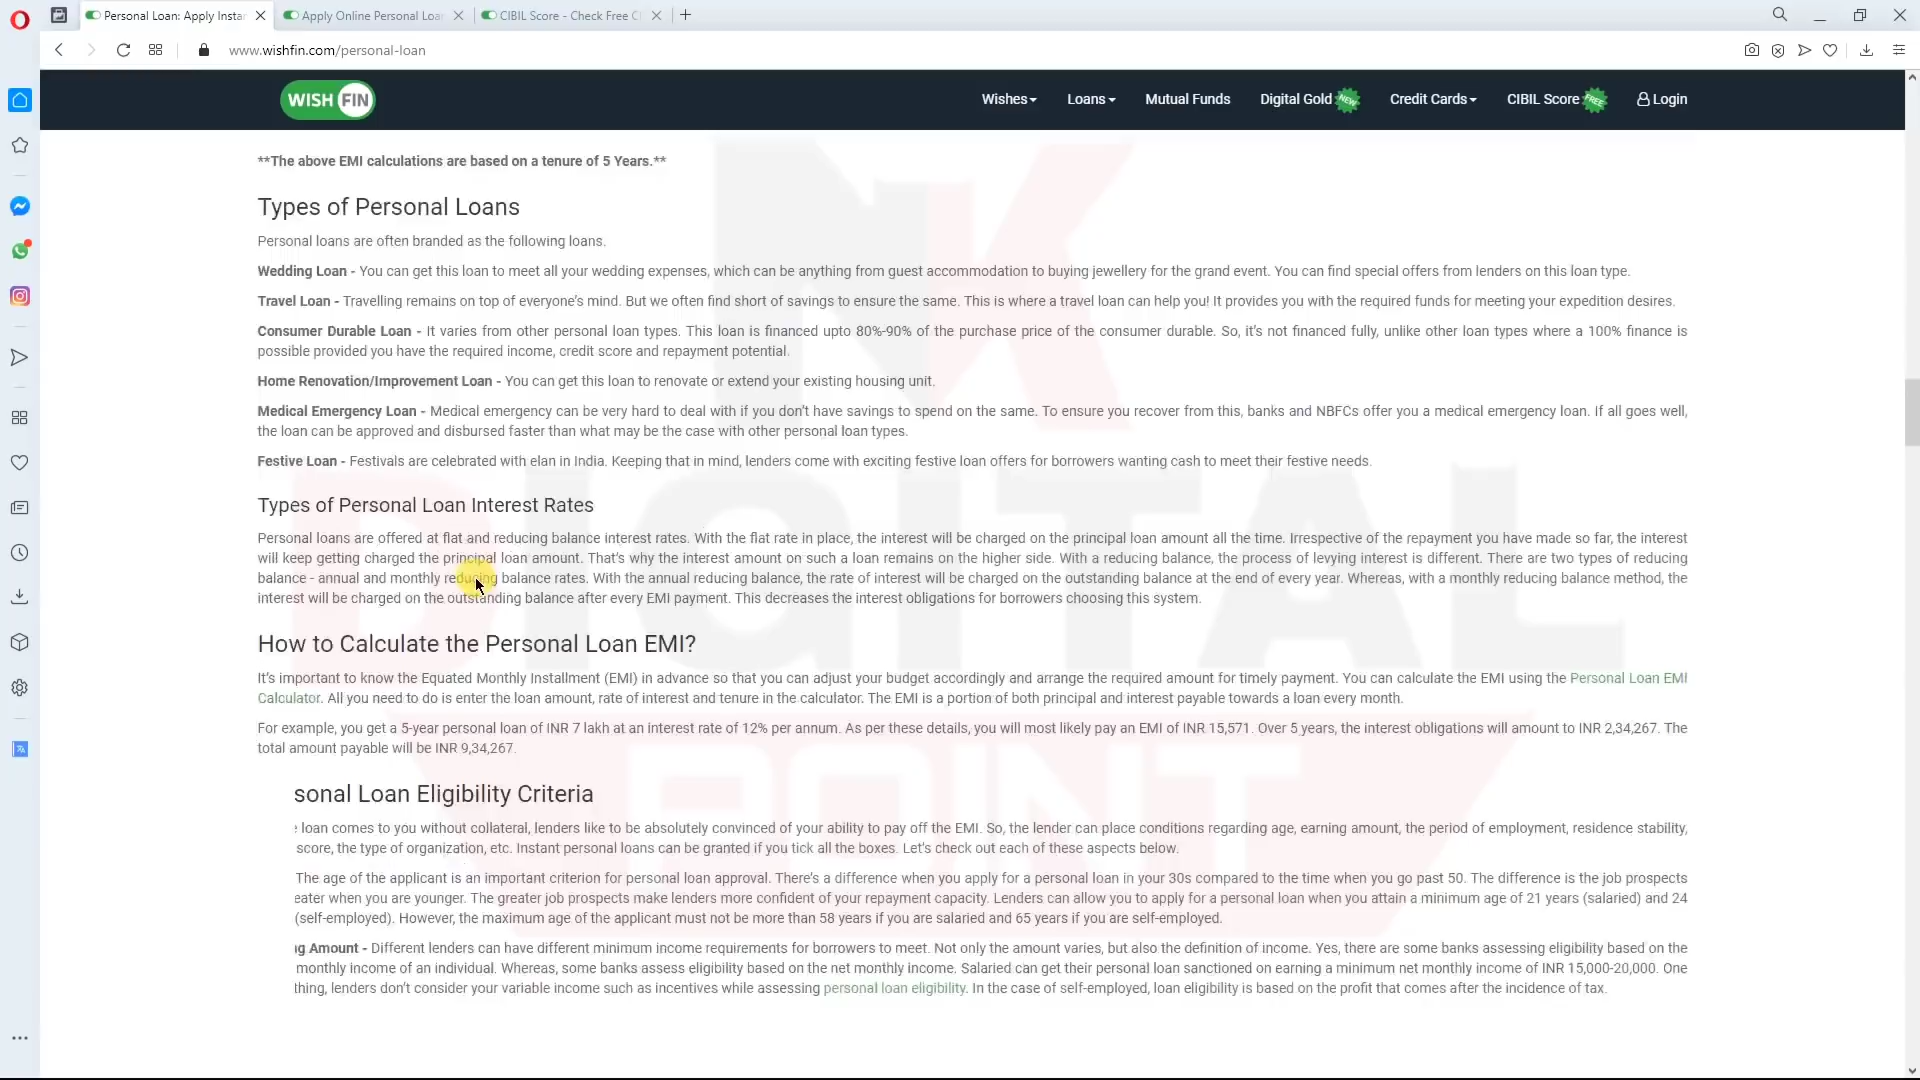 Personal Loan: Apply Instan
Apply Online Personal Loa
CIBIL Score - Check Free C
www.wishfin.com/personal-loan
WISH FIN
Wishes
Loans
Mutual Funds
Digital Gold NEW
Credit Cards
CIBIL Score FREE
Login
**The above EMI calculations are based on a tenure of 5 Years.**
Types of Personal Loans
Personal loans are often branded as the following loans.
Wedding Loan - You can get this loan to meet all your wedding expenses, which can be anything from guest accommodation to buying jewellery for the grand event. You can find special offers from lenders on this loan type.
Travel Loan - Travelling remains on top of everyone's mind. But we often find short of savings to ensure the same. This is where a travel loan can help you! It provides you with the required funds for meeting your expedition desires.
Consumer Durable Loan - It varies from other personal loan types. This loan is financed upto 80%-90% of the purchase price of the consumer durable. So, it's not financed fully, unlike other loan types where a 100% finance is
possible provided you have the required income, credit score and repayment potential.
Home Renovation/Improvement Loan - You can get this loan to renovate or extend your existing housing unit.
Medical Emergency Loan - Medical emergency can be very hard to deal with if you don't have savings to spend on the same. To ensure you recover from this, banks and NBFCs offer you a medical emergency loan. If all goes well,
the loan can be approved and disbursed faster than what may be the case with other personal loan types.
Festive Loan - Festivals are celebrated with elan in India. Keeping that in mind, lenders come with exciting festive loan offers for borrowers wanting cash to meet their festive needs.
Types of Personal Loan Interest Rates
Personal loans are offered at flat and reducing balance interest rates. With the flat rate in place, the interest will be charged on the principal loan amount all the time. Irrespective of the repayment you have made so far, the interest
will keep getting charged the principal loan amount. That's why the interest amount on such a loan remains on the higher side. With a reducing balance, the process of levying interest is different. There are two types of reducing
balance - annual and monthly reducing balance rates. With the annual reducing balance, the rate of interest will be charged on the outstanding balance at the end of every year. Whereas, with a monthly reducing balance method, the
interest will be charged on the outstanding balance after every EMI payment. This decreases the interest obligations for borrowers choosing this system.
How to Calculate the Personal Loan EMI?
It's important to know the Equated Monthly Installment (EMI) in advance so that you can adjust your budget accordingly and arrange the required amount for timely payment. You can calculate the EMI using the Personal Loan EMI
Calculator. All you need to do is enter the loan amount, rate of interest and tenure in the calculator. The EMI is a portion of both principal and interest payable towards a loan every month.
For example, you get a 5-year personal loan of INR 7 lakh at an interest rate of 12% per annum. As per these details, you will most likely pay an EMI of INR 15,571. Over 5 years, the interest obligations will amount to INR 2,34,267. The
total amount payable will be INR 9,34,267.
sonal Loan Eligibility Criteria
loan comes to you without collateral, lenders like to be absolutely convinced of your ability to pay off the EMI. So, the lender can place conditions regarding age, earning amount, the period of employment, residence stability,
score, the type of organization, etc. Instant personal loans can be granted if you tick all the boxes. Let's check out each of these aspects below.
The age of the applicant is an important criterion for personal loan approval. There's a difference when you apply for a personal loan in your 30s compared to the time when you go past 50. The difference is the job prospects
eater when you are younger. The greater job prospects make lenders more confident of your repayment capacity. Lenders can allow you to apply for a personal loan when you attain a minimum age of 21 years (salaried) and 24
(self-employed). However, the maximum age of the applicant must not be more than 58 years if you are salaried and 65 years if you are self-employed.
g Amount - Different lenders can have different minimum income requirements for borrowers to meet. Not only the amount varies, but also the definition of income. Yes, there are some banks assessing eligibility based on the
monthly income of an individual. Whereas, some banks assess eligibility based on the net monthly income. Salaried can get their personal loan sanctioned on earning a minimum net monthly income of INR 15,000-20,000. One
thing, lenders don't consider your variable income such as incentives while assessing personal loan eligibility. In the case of self-employed, loan eligibility is based on the profit that comes after the incidence of tax.
NK
DIGITAL
POINT